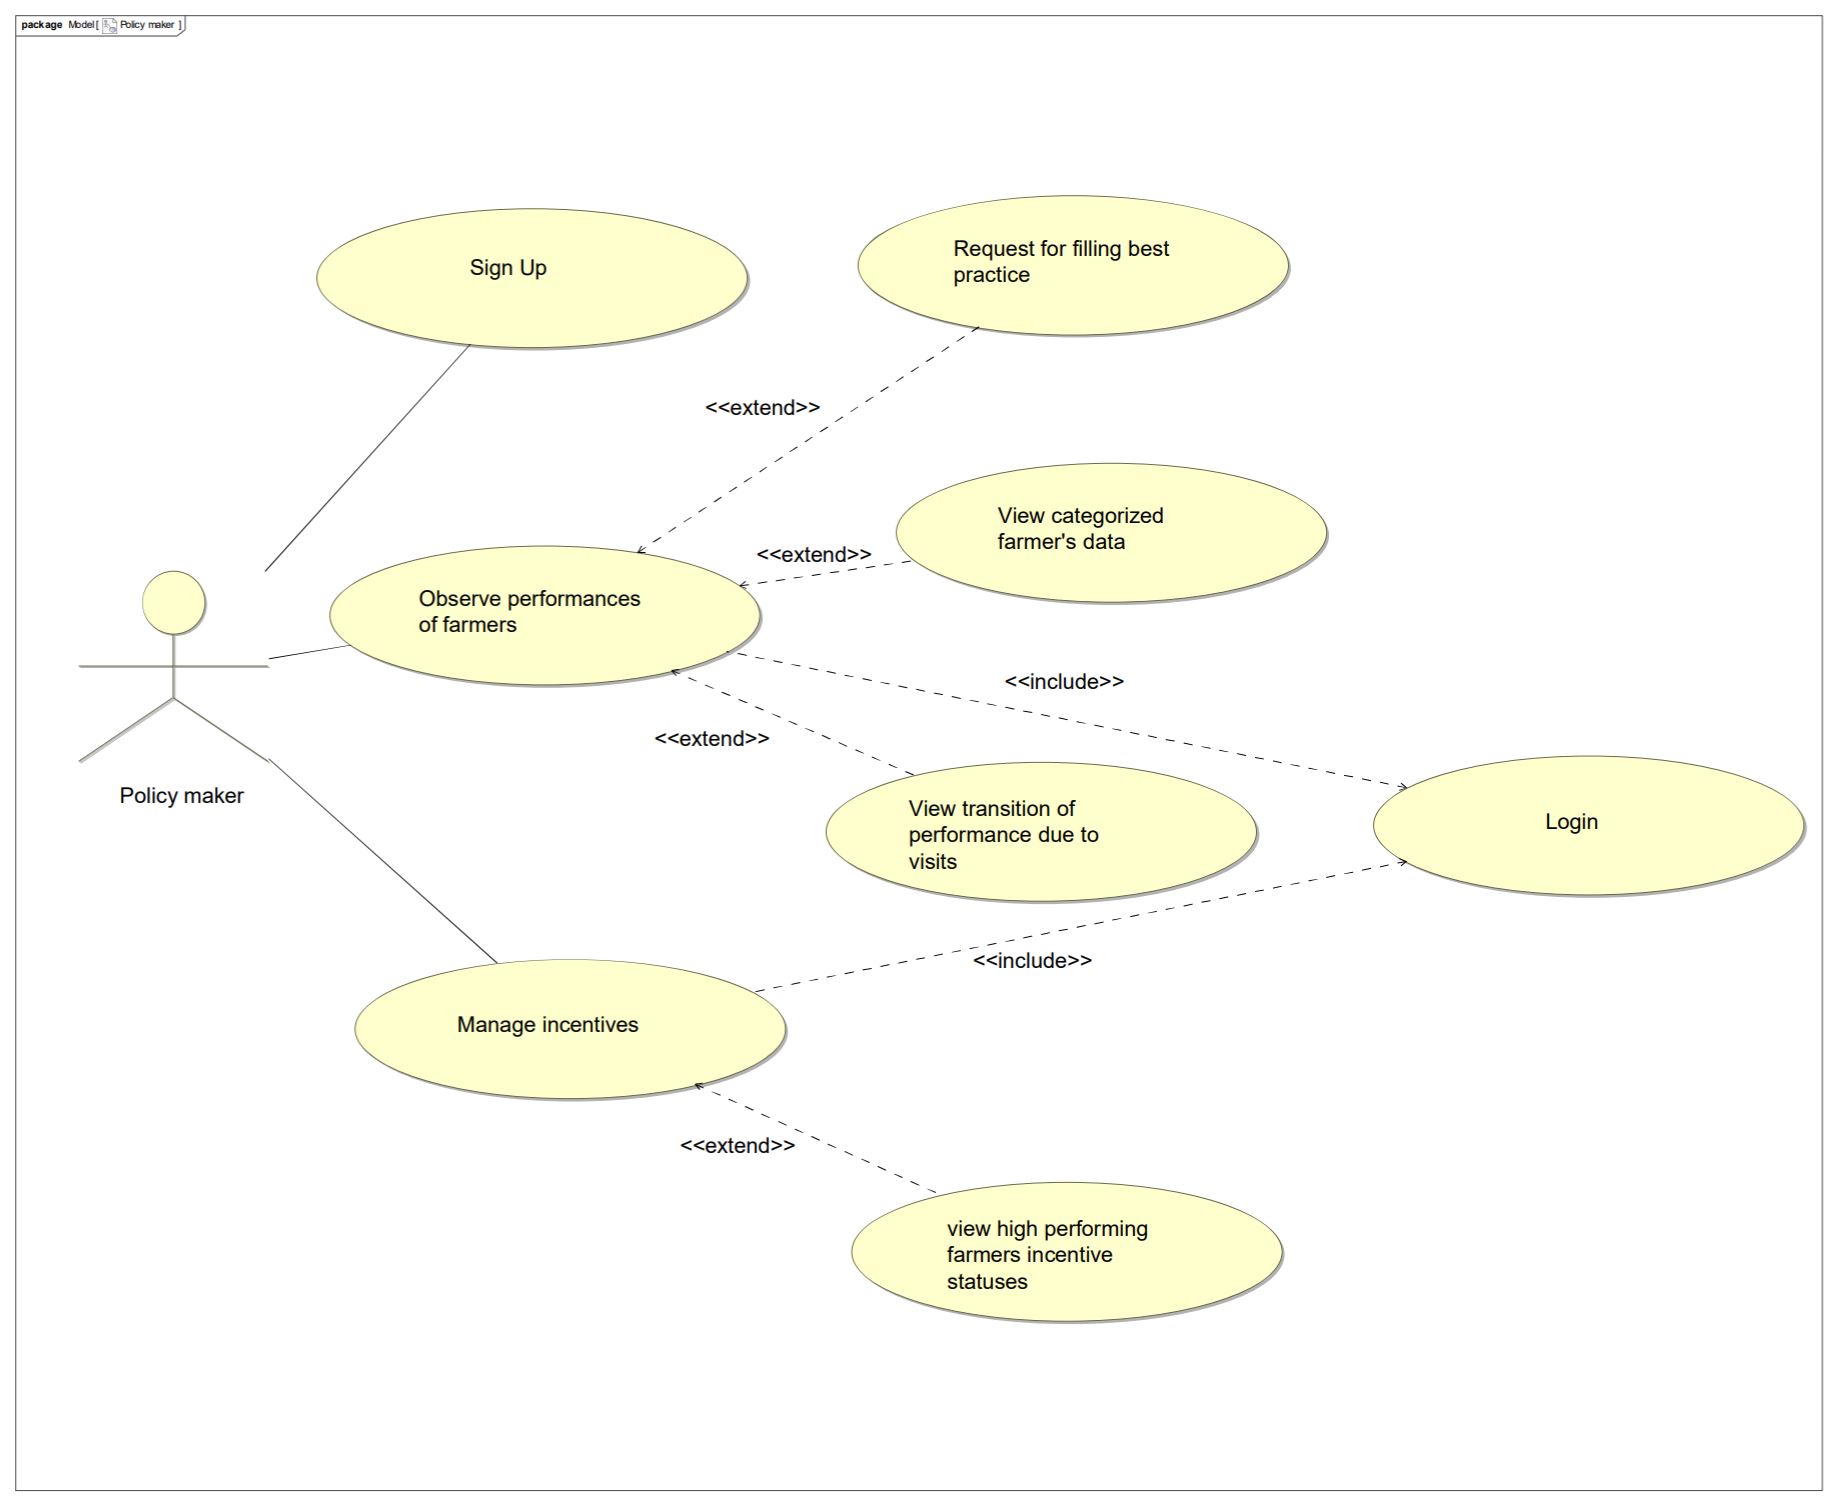 package Model [ Policy maker ]
Sign Up
Request for filling best
practice
<<extend>>
View categorized
farmer's data
<<extend>>
Observe performances
of farmers
<<include>>
<<extend>>
Policy maker
View transition of
performance due to
visits
Login
<<include>>
Manage incentives
<<extend>>
view high performing
farmers incentive
statuses